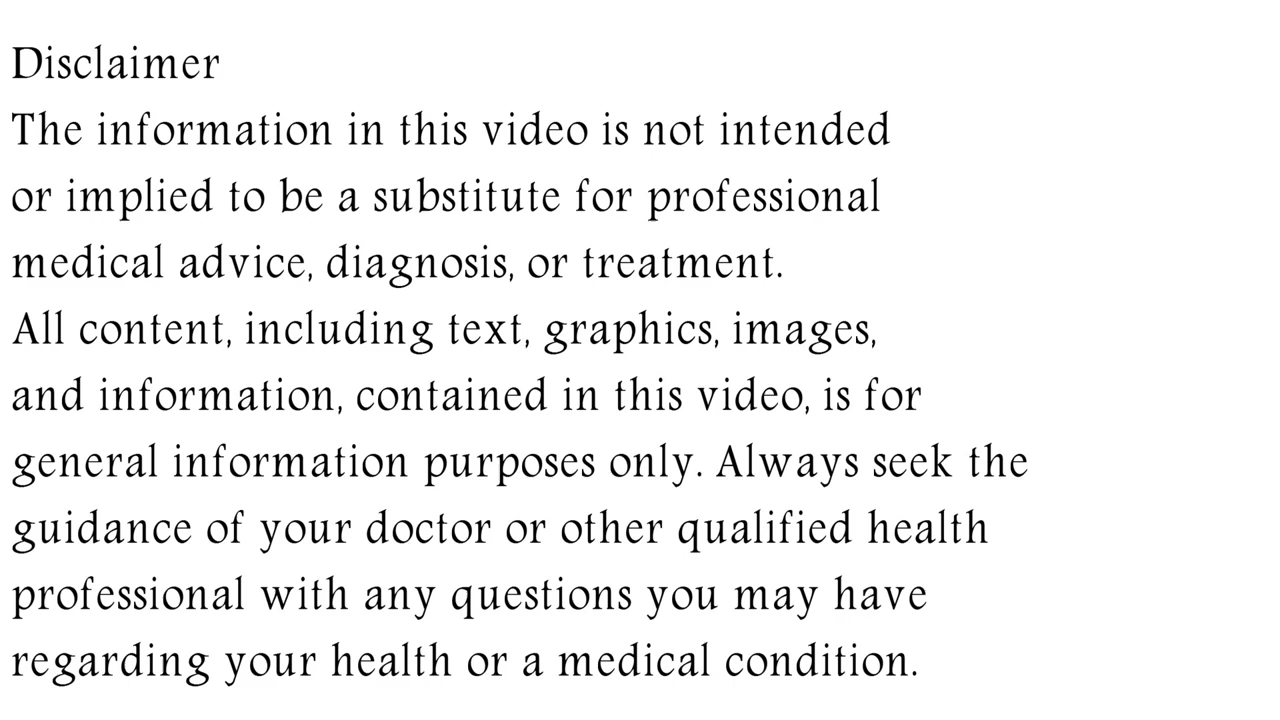 Disclaimer
The information in this video is not intended
or implied to be a substitute for professional
medical advice, diagnosis, or treatment.
All content, including text, graphics, images,
and information, contained in this video, is for
general information purposes only. Always seek the
guidance of your doctor or other qualified health
professional with any questions you may have
regarding your health or a medical condition.